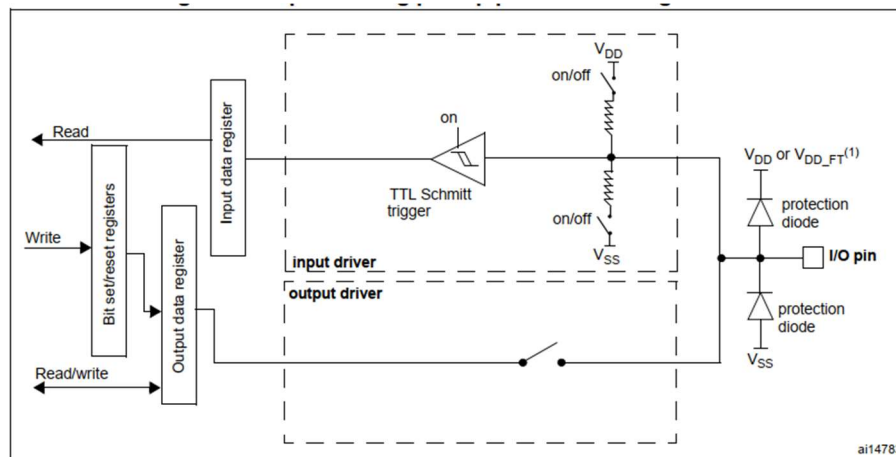 V_DD
on/off
on
Read
Input data register
TTL Schmitt
trigger
V_DD or V_DD_FT(1)
protection
diode
Write
Bit set/reset registers
Output data register
on/off
V_SS
input driver
I/O pin
output driver
protection
diode
V_SS
Read/write
ai1478